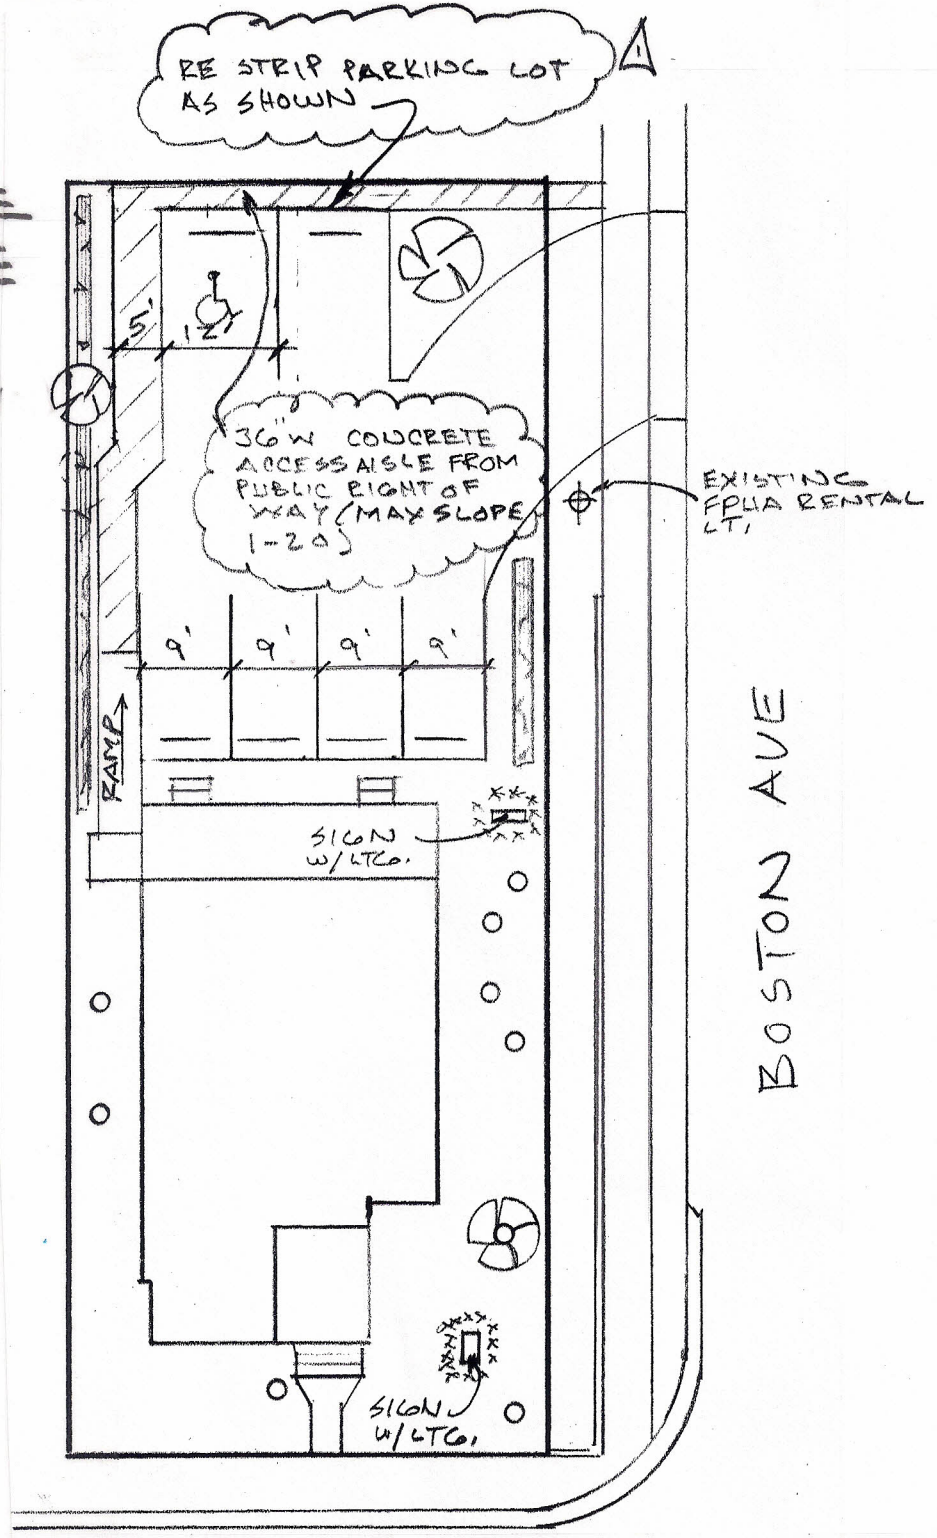 RE STRIP PARKING LOT
AS SHOWN
1
5'
12'
36"W CONCRETE
ACCESS AISLE FROM
PUBLIC RIGHT OF
WAY (MAX SLOPE
1-20)
EXISTING
FPUA RENTAL
LT.
9'
9'
9'
9'
RAMP
SIGN
W/LTG.
BOSTON AVE
SIGN
W/LTG.